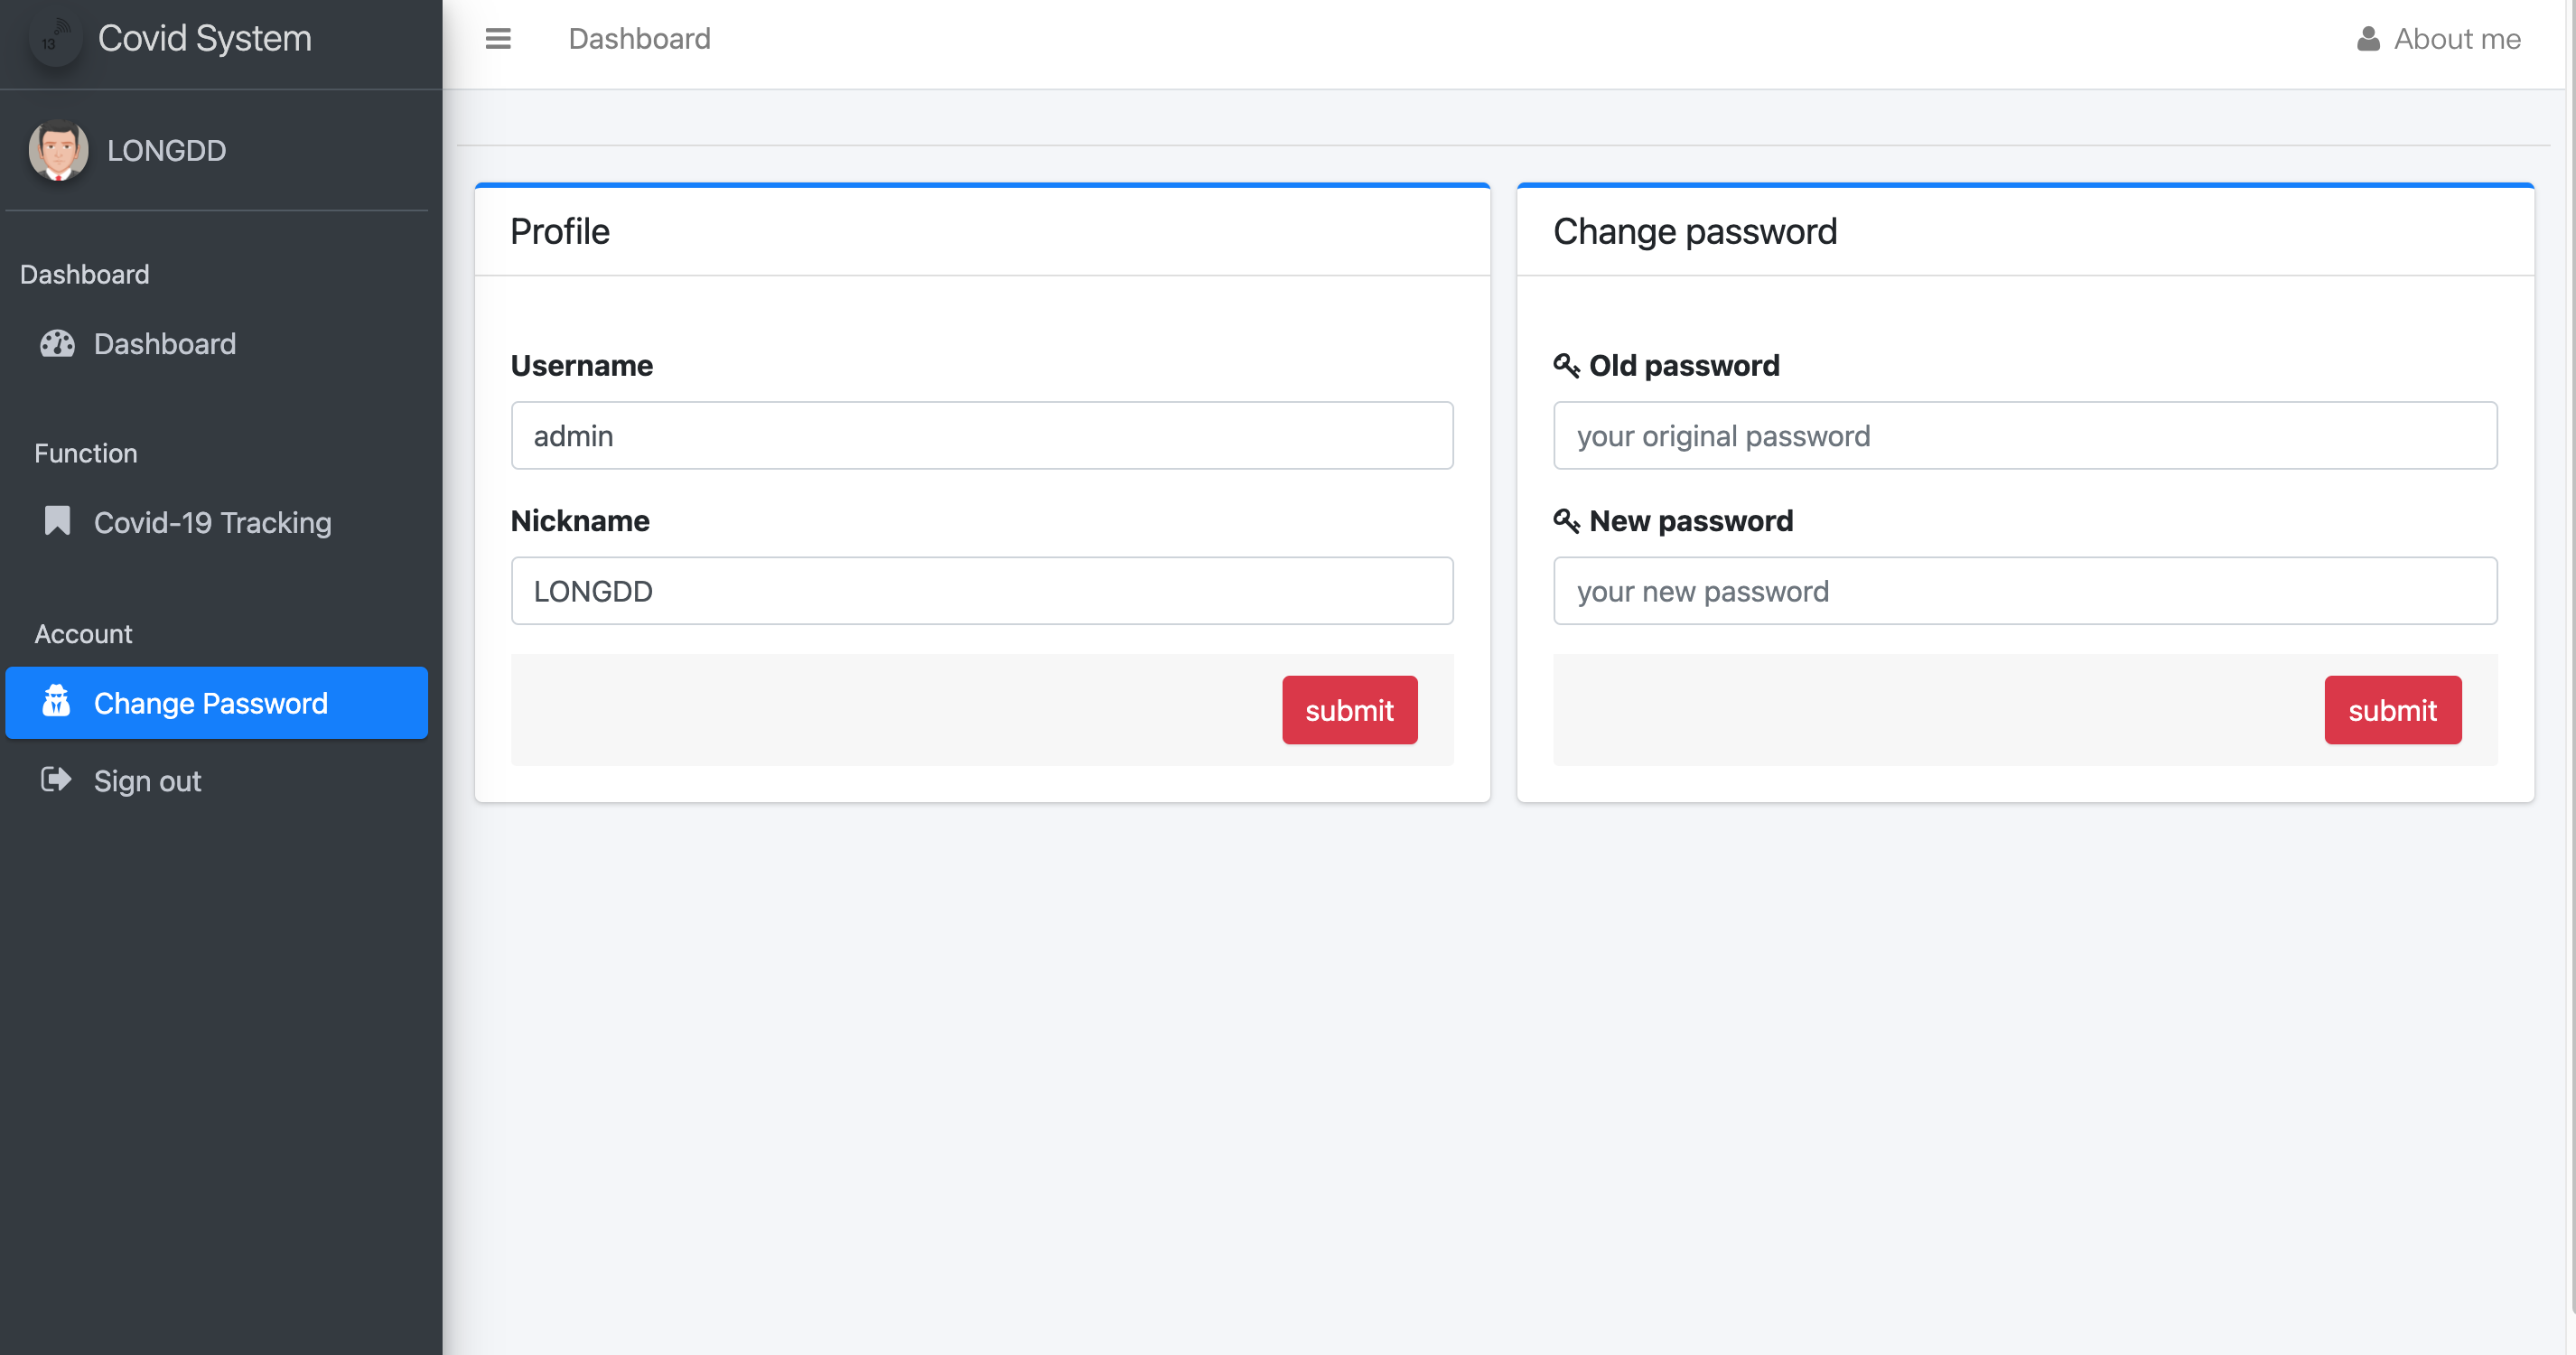 13
Covid System
Dashboard
About me
LONGDD
Dashboard
Dashboard
Function
Covid-19 Tracking
Account
Change Password
Sign out
Profile
Username
admin
Nickname
LONGDD
submit
Change password
Old password
your original password
New password
your new password
submit